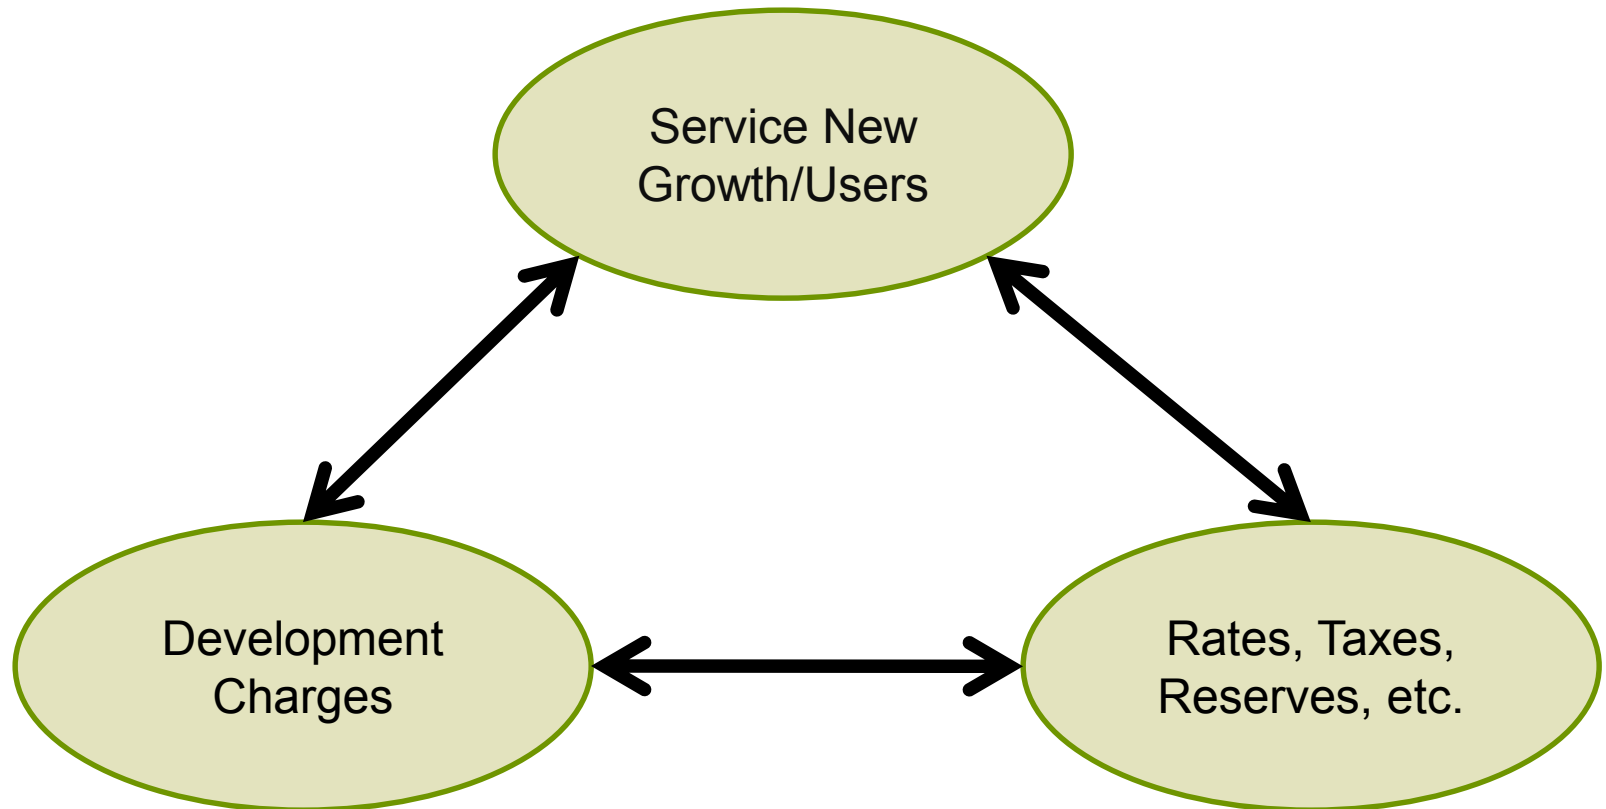 Service New
Growth/Users
Development
Charges
Rates, Taxes,
Reserves, etc.